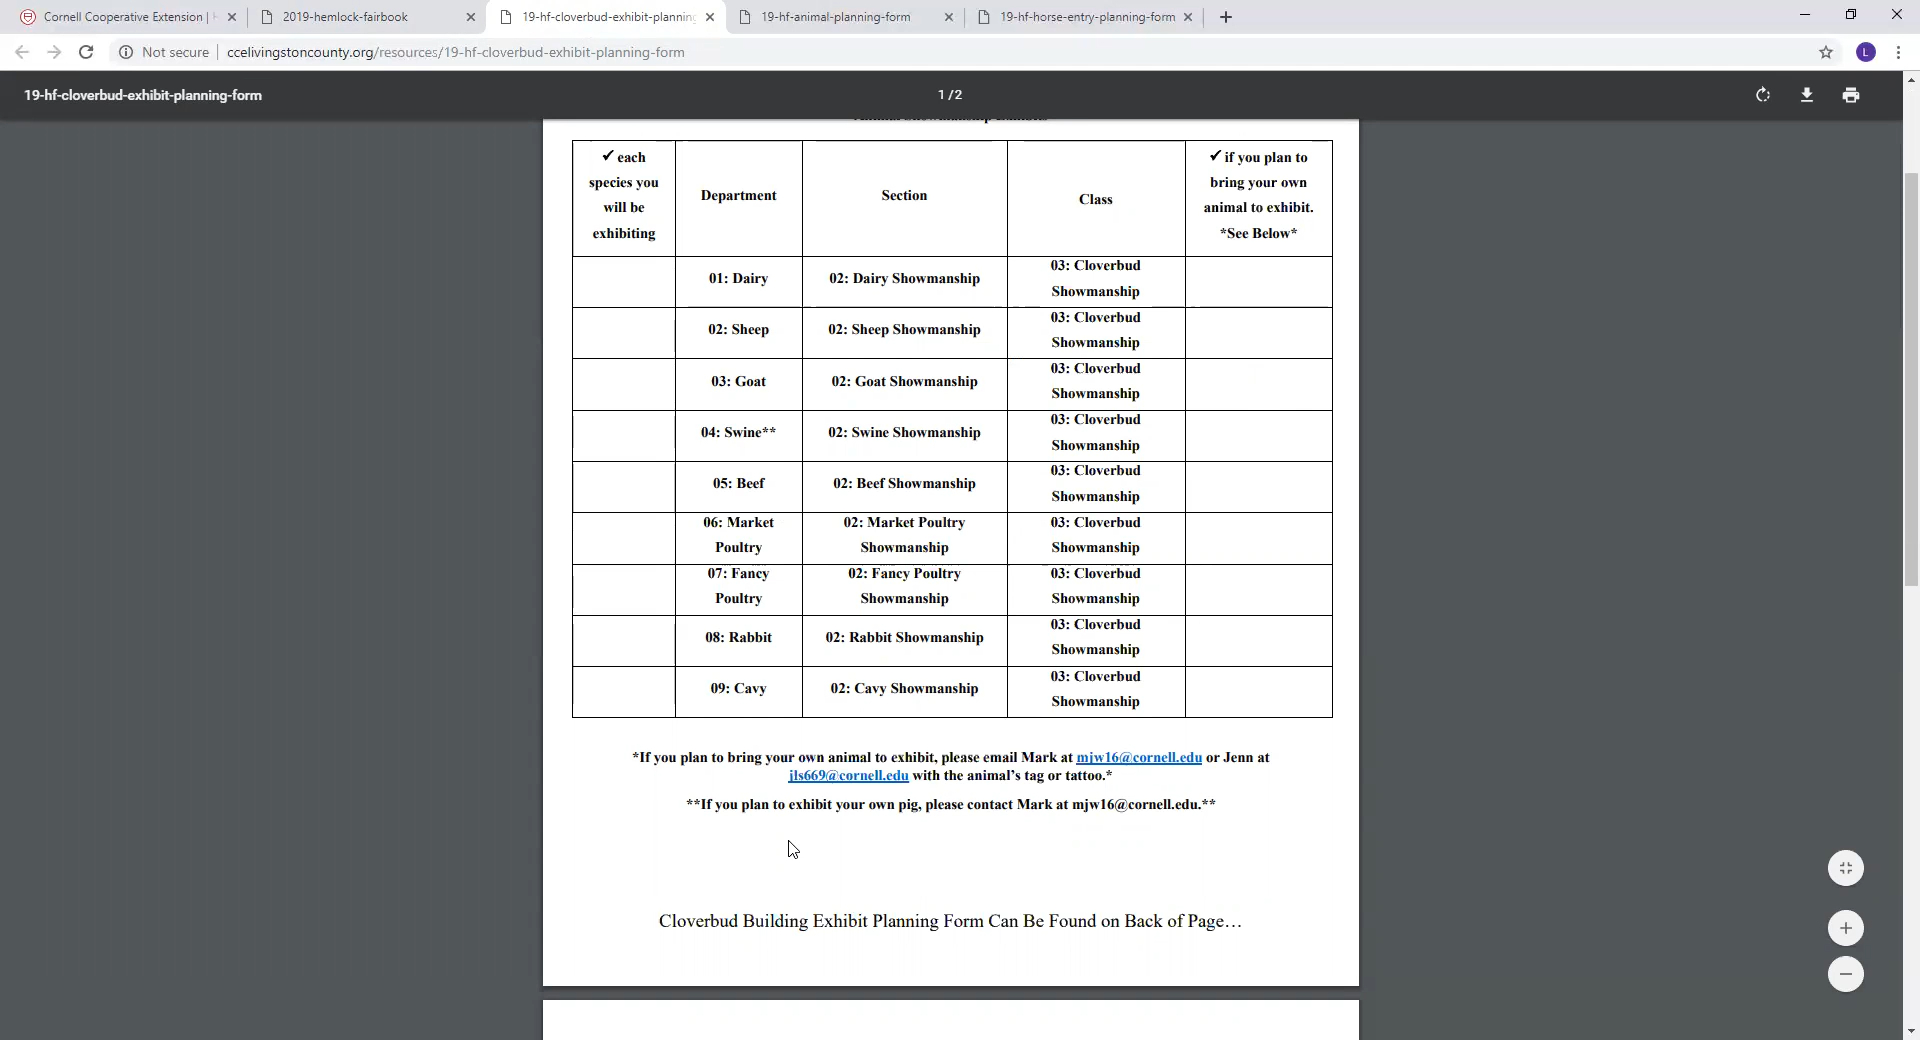 Cornell Cooperative Extension |
2019-hemlock-fairbook
19-hf-cloverbud-exhibit-planning
19-hf-animal-planning-form
19-hf-horse-entry-planning-form
Not secure
ccelivingstoncounty.org/resources/19-hf-cloverbud-exhibit-planning-form
L
19-hf-cloverbud-exhibit-planning-form
1 / 2
✓ each
species you
will be
exhibiting
Department
Section
Class
✓ if you plan to
bring your own
animal to exhibit.
*See Below*
01: Dairy
02: Dairy Showmanship
03: Cloverbud
Showmanship
02: Sheep
02: Sheep Showmanship
03: Cloverbud
Showmanship
03: Goat
02: Goat Showmanship
03: Cloverbud
Showmanship
04: Swine**
02: Swine Showmanship
03: Cloverbud
Showmanship
05: Beef
02: Beef Showmanship
03: Cloverbud
Showmanship
06: Market
Poultry
02: Market Poultry
Showmanship
03: Cloverbud
Showmanship
07: Fancy
Poultry
02: Fancy Poultry
Showmanship
03: Cloverbud
Showmanship
08: Rabbit
02: Rabbit Showmanship
03: Cloverbud
Showmanship
09: Cavy
02: Cavy Showmanship
03: Cloverbud
Showmanship
*If you plan to bring your own animal to exhibit, please email Mark at mjw16@cornell.edu or Jenn at
jls669@cornell.edu with the animal's tag or tattoo.*
**If you plan to exhibit your own pig, please contact Mark at mjw16@cornell.edu.**
Cloverbud Building Exhibit Planning Form Can Be Found on Back of Page…